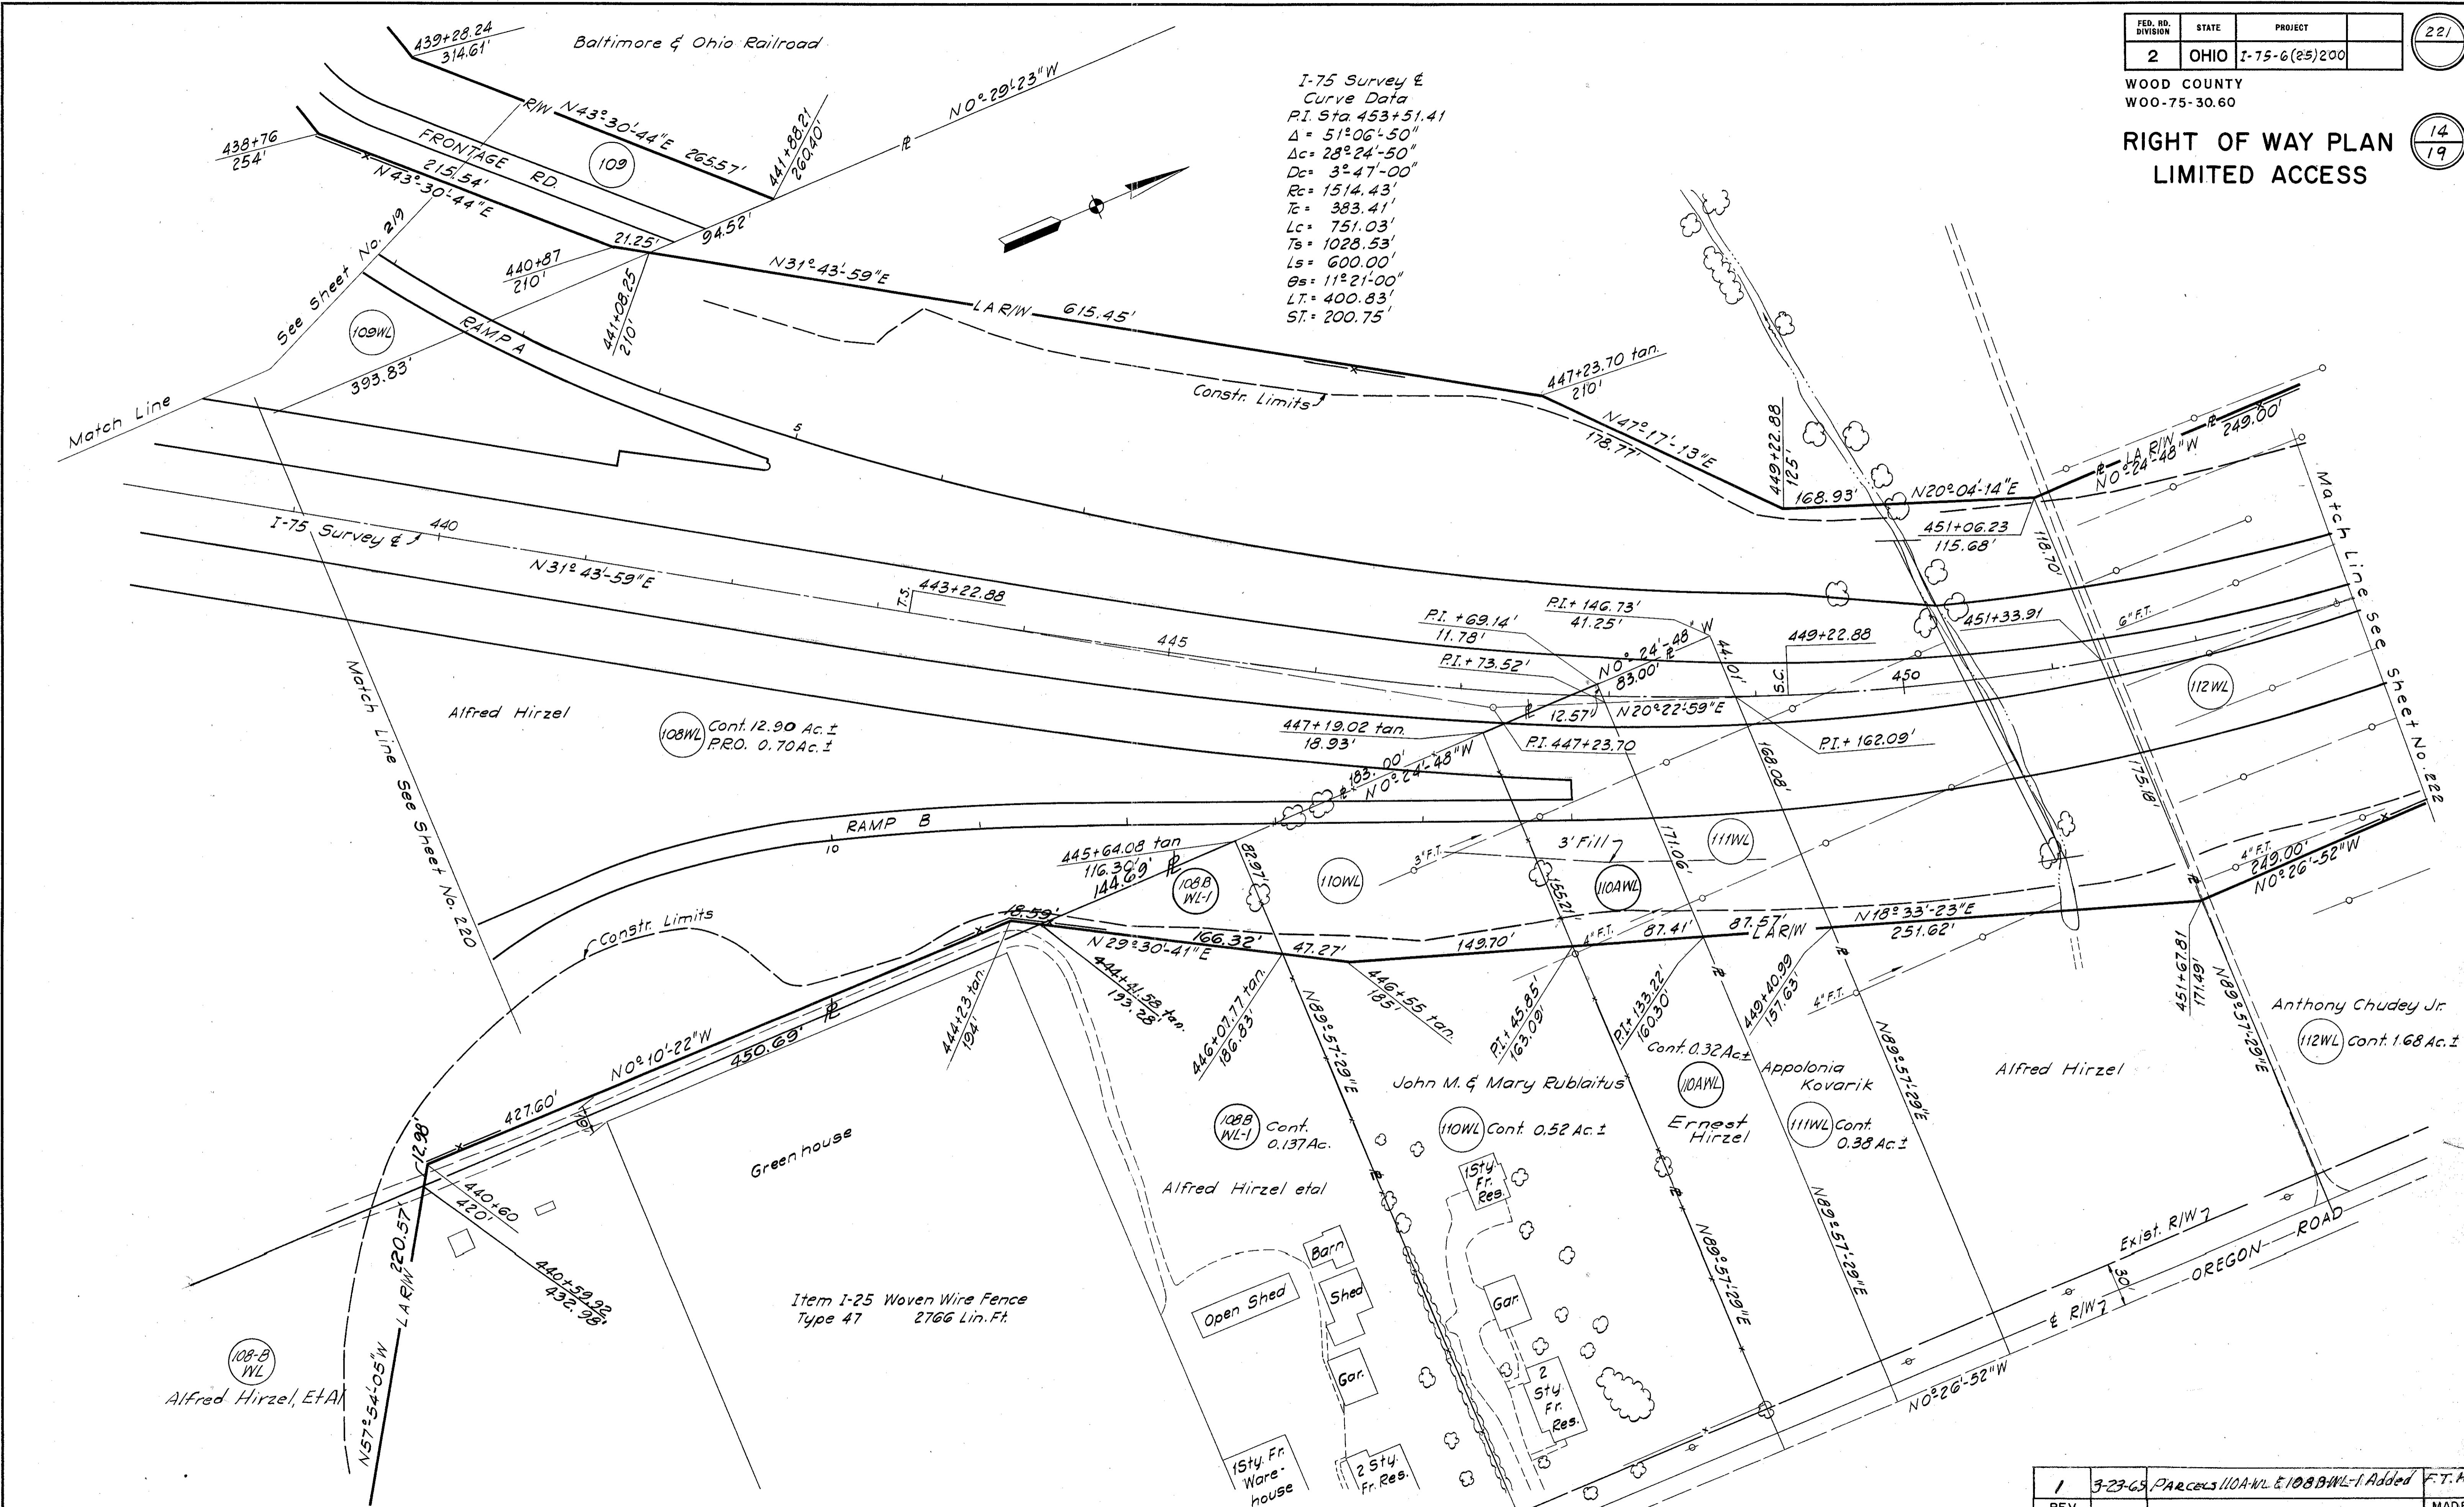 FED. RD. DIVISION STATE PROJECT
2 OHIO I-75-6(25)200
221
WOOD COUNTY
WOO-75-30.60
RIGHT OF WAY PLAN
LIMITED ACCESS
14
19
439+28.24
314.61'
Baltimore & Ohio Railroad
R/W N43°-30'-44"E 265.57'
441+88.21
260.40'
N0°-29'-23"W
438+76
254'
FRONTAGE RD.
109
215.54'
N43°-30'-44"E
See Sheet No. 219
21.25'
94.52'
440+87
210'
441+08.25
210'
N31°-43'-59"E
LA R/W 615.45'
I-75 Survey ℄
Curve Data
P.I. Sta. 453+51.41
Δ = 51°06'-50"
Δc = 28°24'-50"
Dc = 3°-47'-00"
Rc = 1514.43'
Tc = 383.41'
Lc = 751.03'
Ts = 1028.53'
Ls = 600.00'
θs = 11°21'-00"
L.T. = 400.83'
S.T. = 200.75'
109WL
RAMP A
393.83'
Match Line
5
Constr. Limits
447+23.70 tan.
210'
N47°-17'-13"E
178.77'
449+22.88
125'
168.93'
N20°-04'-14"E
451+06.23
115.68'
LA R/W
N0°-24'-48"W
249.00'
118.70'
Match Line See Sheet No. 222
I-75 Survey ℄
440
N31°43'-59"E
T.S.
443+22.88
445
P.I. +69.14'
11.78'
P.I. + 146.73'
41.25'
P.I. + 73.52'
N0°-24'-48"W
83.00'
44.01'
S.C.
449+22.88
450
451+33.91
6" F.T.
112WL
12.57'
N20°22'-59"E
447+19.02 tan.
18.93'
P.I. 447+23.70
P.I. + 162.09'
Match Line See Sheet No. 220
Alfred Hirzel
108WL Cont. 12.90 Ac. ±
P.R.O. 0.70 Ac. ±
183.00'
N0°-24'-48"W
168.08'
175.18'
RAMP B
10
445+64.08 tan
116.30'
144.69'
82.97'
108B
WL-1
110WL
3" F.T.
3' Fill
171.06'
111WL
155.21'
110AWL
4" F.T.
249.00'
N0°26'-52"W
Constr. Limits
18.59'
N29°30'-41"E
166.32'
47.27'
149.70'
4" F.T.
87.41'
87.57'
LA R/W
N18°33'-23"E
251.62'
444+23 tan.
194'
444+41.58 tan.
193.28'
446+07.77 tan.
186.83'
446+55 tan.
185'
P.I. + 45.85'
163.09'
P.I. + 133.22'
160.30'
449+40.99
157.63'
4" F.T.
451+67.81
171.49'
N0°10'-22"W
450.69'
427.60'
12.98'
N89°-57'-29"E
N89°-57'-29"E
N89°-57'-29"E
Anthony Chudey Jr.
112WL Cont. 1.68 Ac. ±
Cont. 0.32 Ac ±
110AWL
Ernest
Hirzel
John M. & Mary Rublaitus
110WL Cont. 0.52 Ac. ±
Appolonia
Kovarik
111WL Cont.
0.38 Ac. ±
Alfred Hirzel
108B
WL-1
Cont.
0.137 Ac.
Alfred Hirzel etal
Greenhouse
440+60
420'
440+59.92
432.98'
220.57'
LA R/W
N57°54'-05"W
108-B
WL
Alfred Hirzel, Et Al
Item I-25 Woven Wire Fence
Type 47 2766 Lin. Ft.
1 Sty.
Fr.
Res.
Barn
Open Shed
Shed
Gar.
Gar.
2
Sty.
Fr.
Res.
1 Sty. Fr.
Ware-
house
2 Sty.
Fr. Res.
N89°-57'-29"E
N89°-57'-29"E
Exist. R/W
30'
℄ R/W
OREGON ROAD
N0°-26'-52"W
1 3-23-65 PARCELS 110A-WL & 108B-WL-1 Added